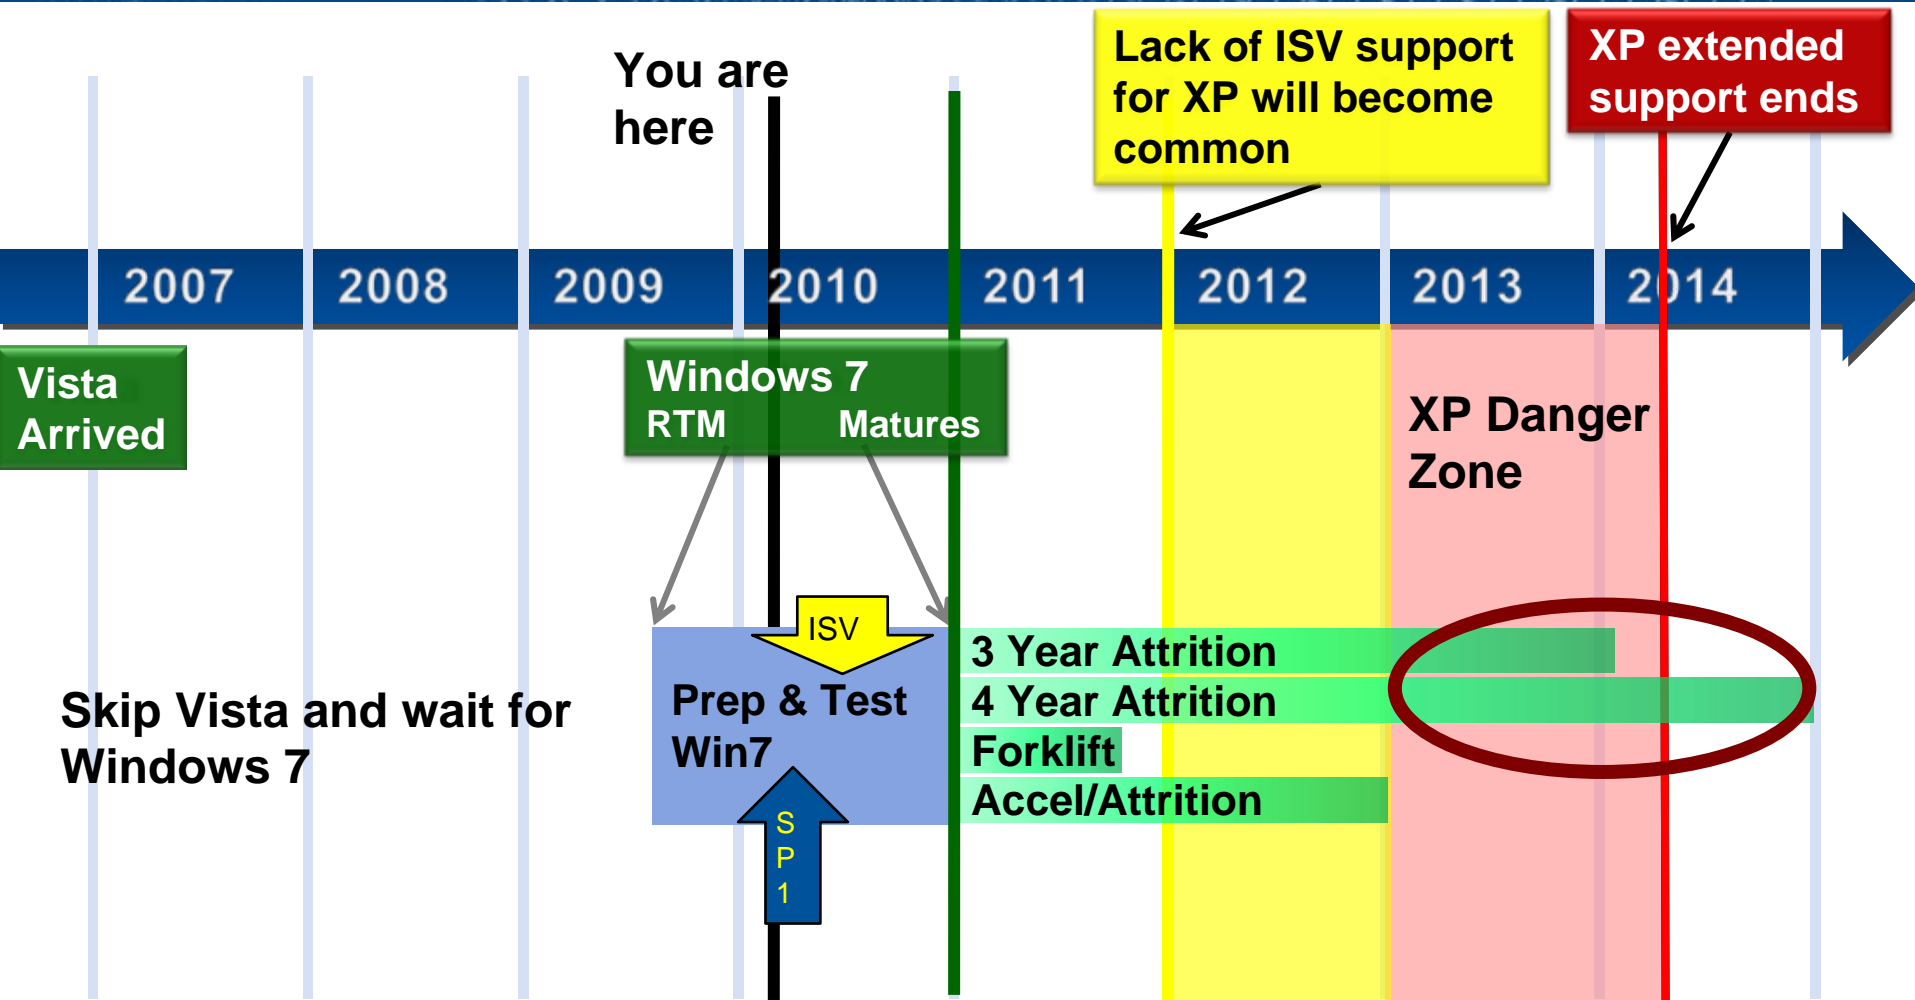 You are
here
Lack of ISV support
for XP will become
common
XP extended
support ends
2007 2008 2009 2010 2011 2012 2013 2014
Vista
Arrived
Windows 7
RTM Matures
XP Danger
Zone
ISV
Skip Vista and wait for
Windows 7
Prep & Test
Win7
3 Year Attrition
4 Year Attrition
Forklift
Accel/Attrition
S
P
1